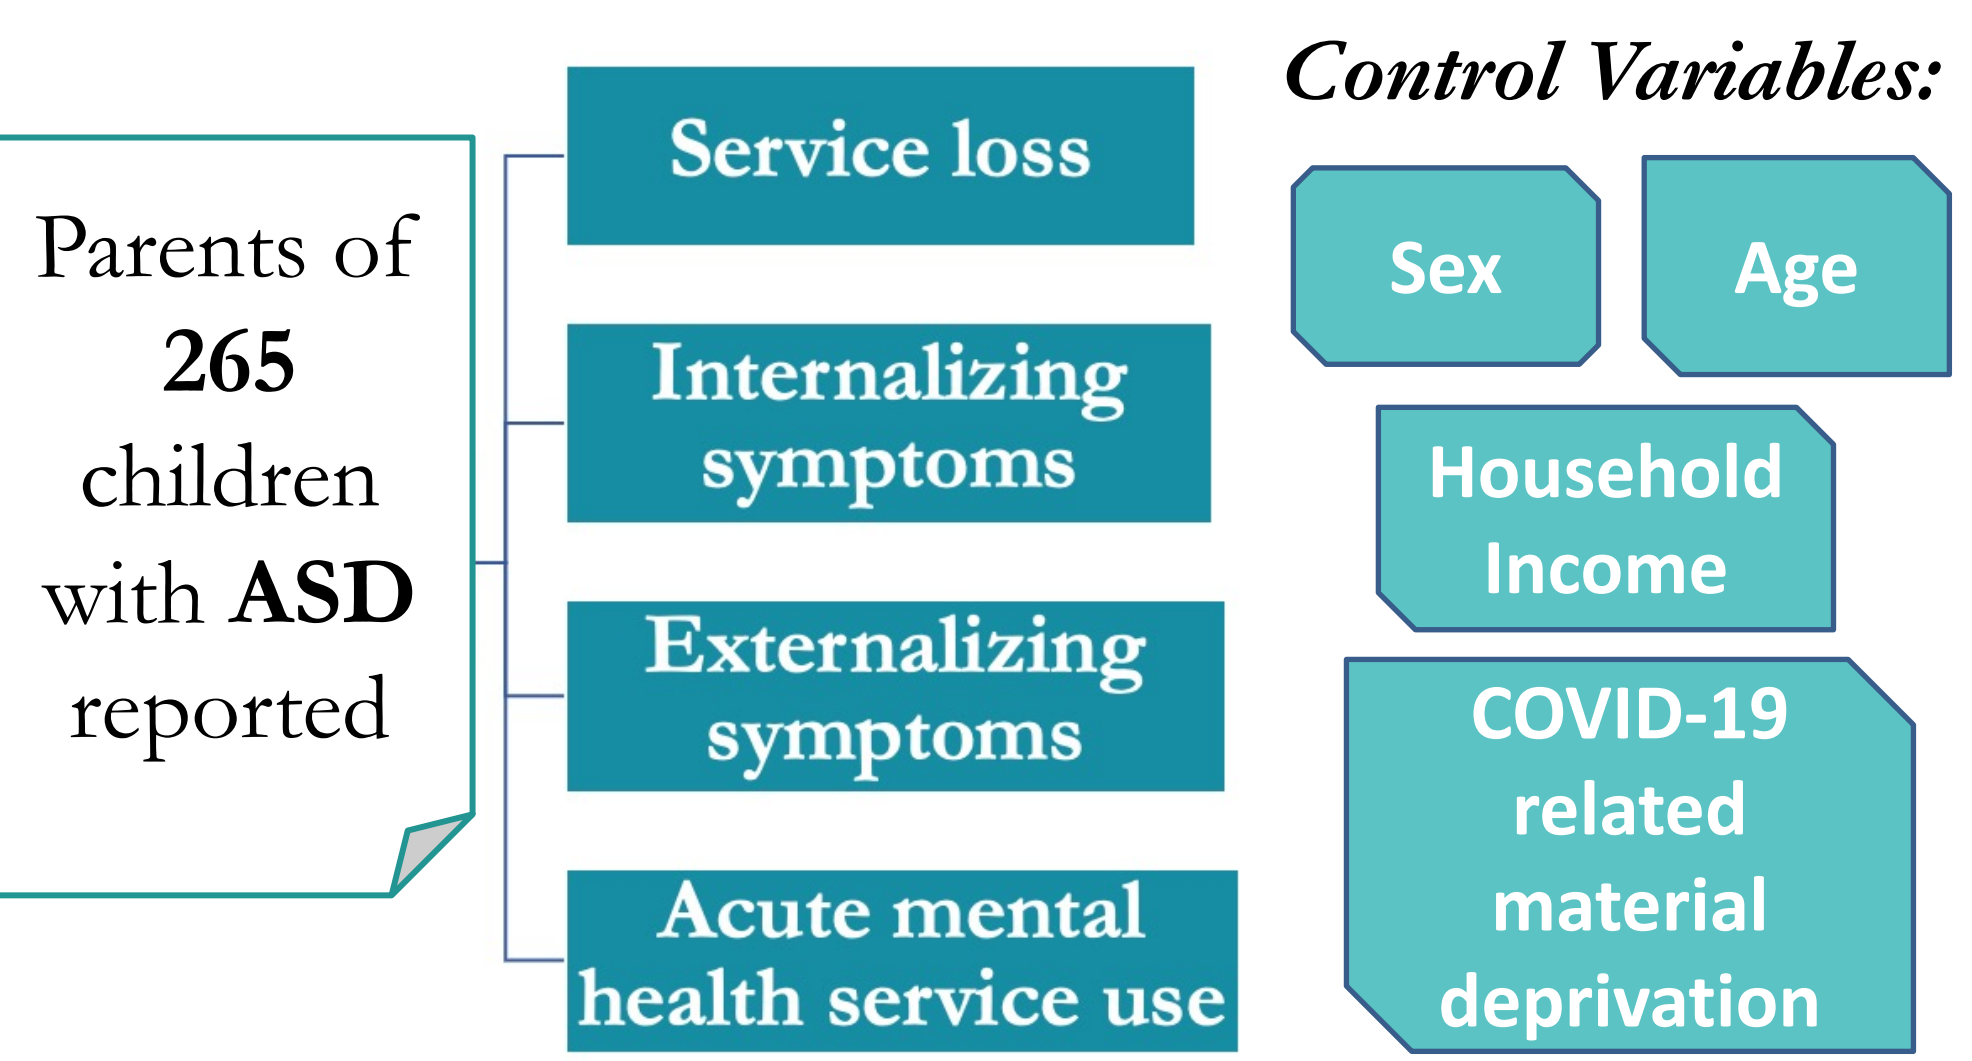 Parents of
265
children
with ASD
reported
Service loss
Internalizing
symptoms
Externalizing
symptoms
Acute mental
health service use
Control Variables:
Sex
Age
Household
Income
COVID-19
related
material
deprivation